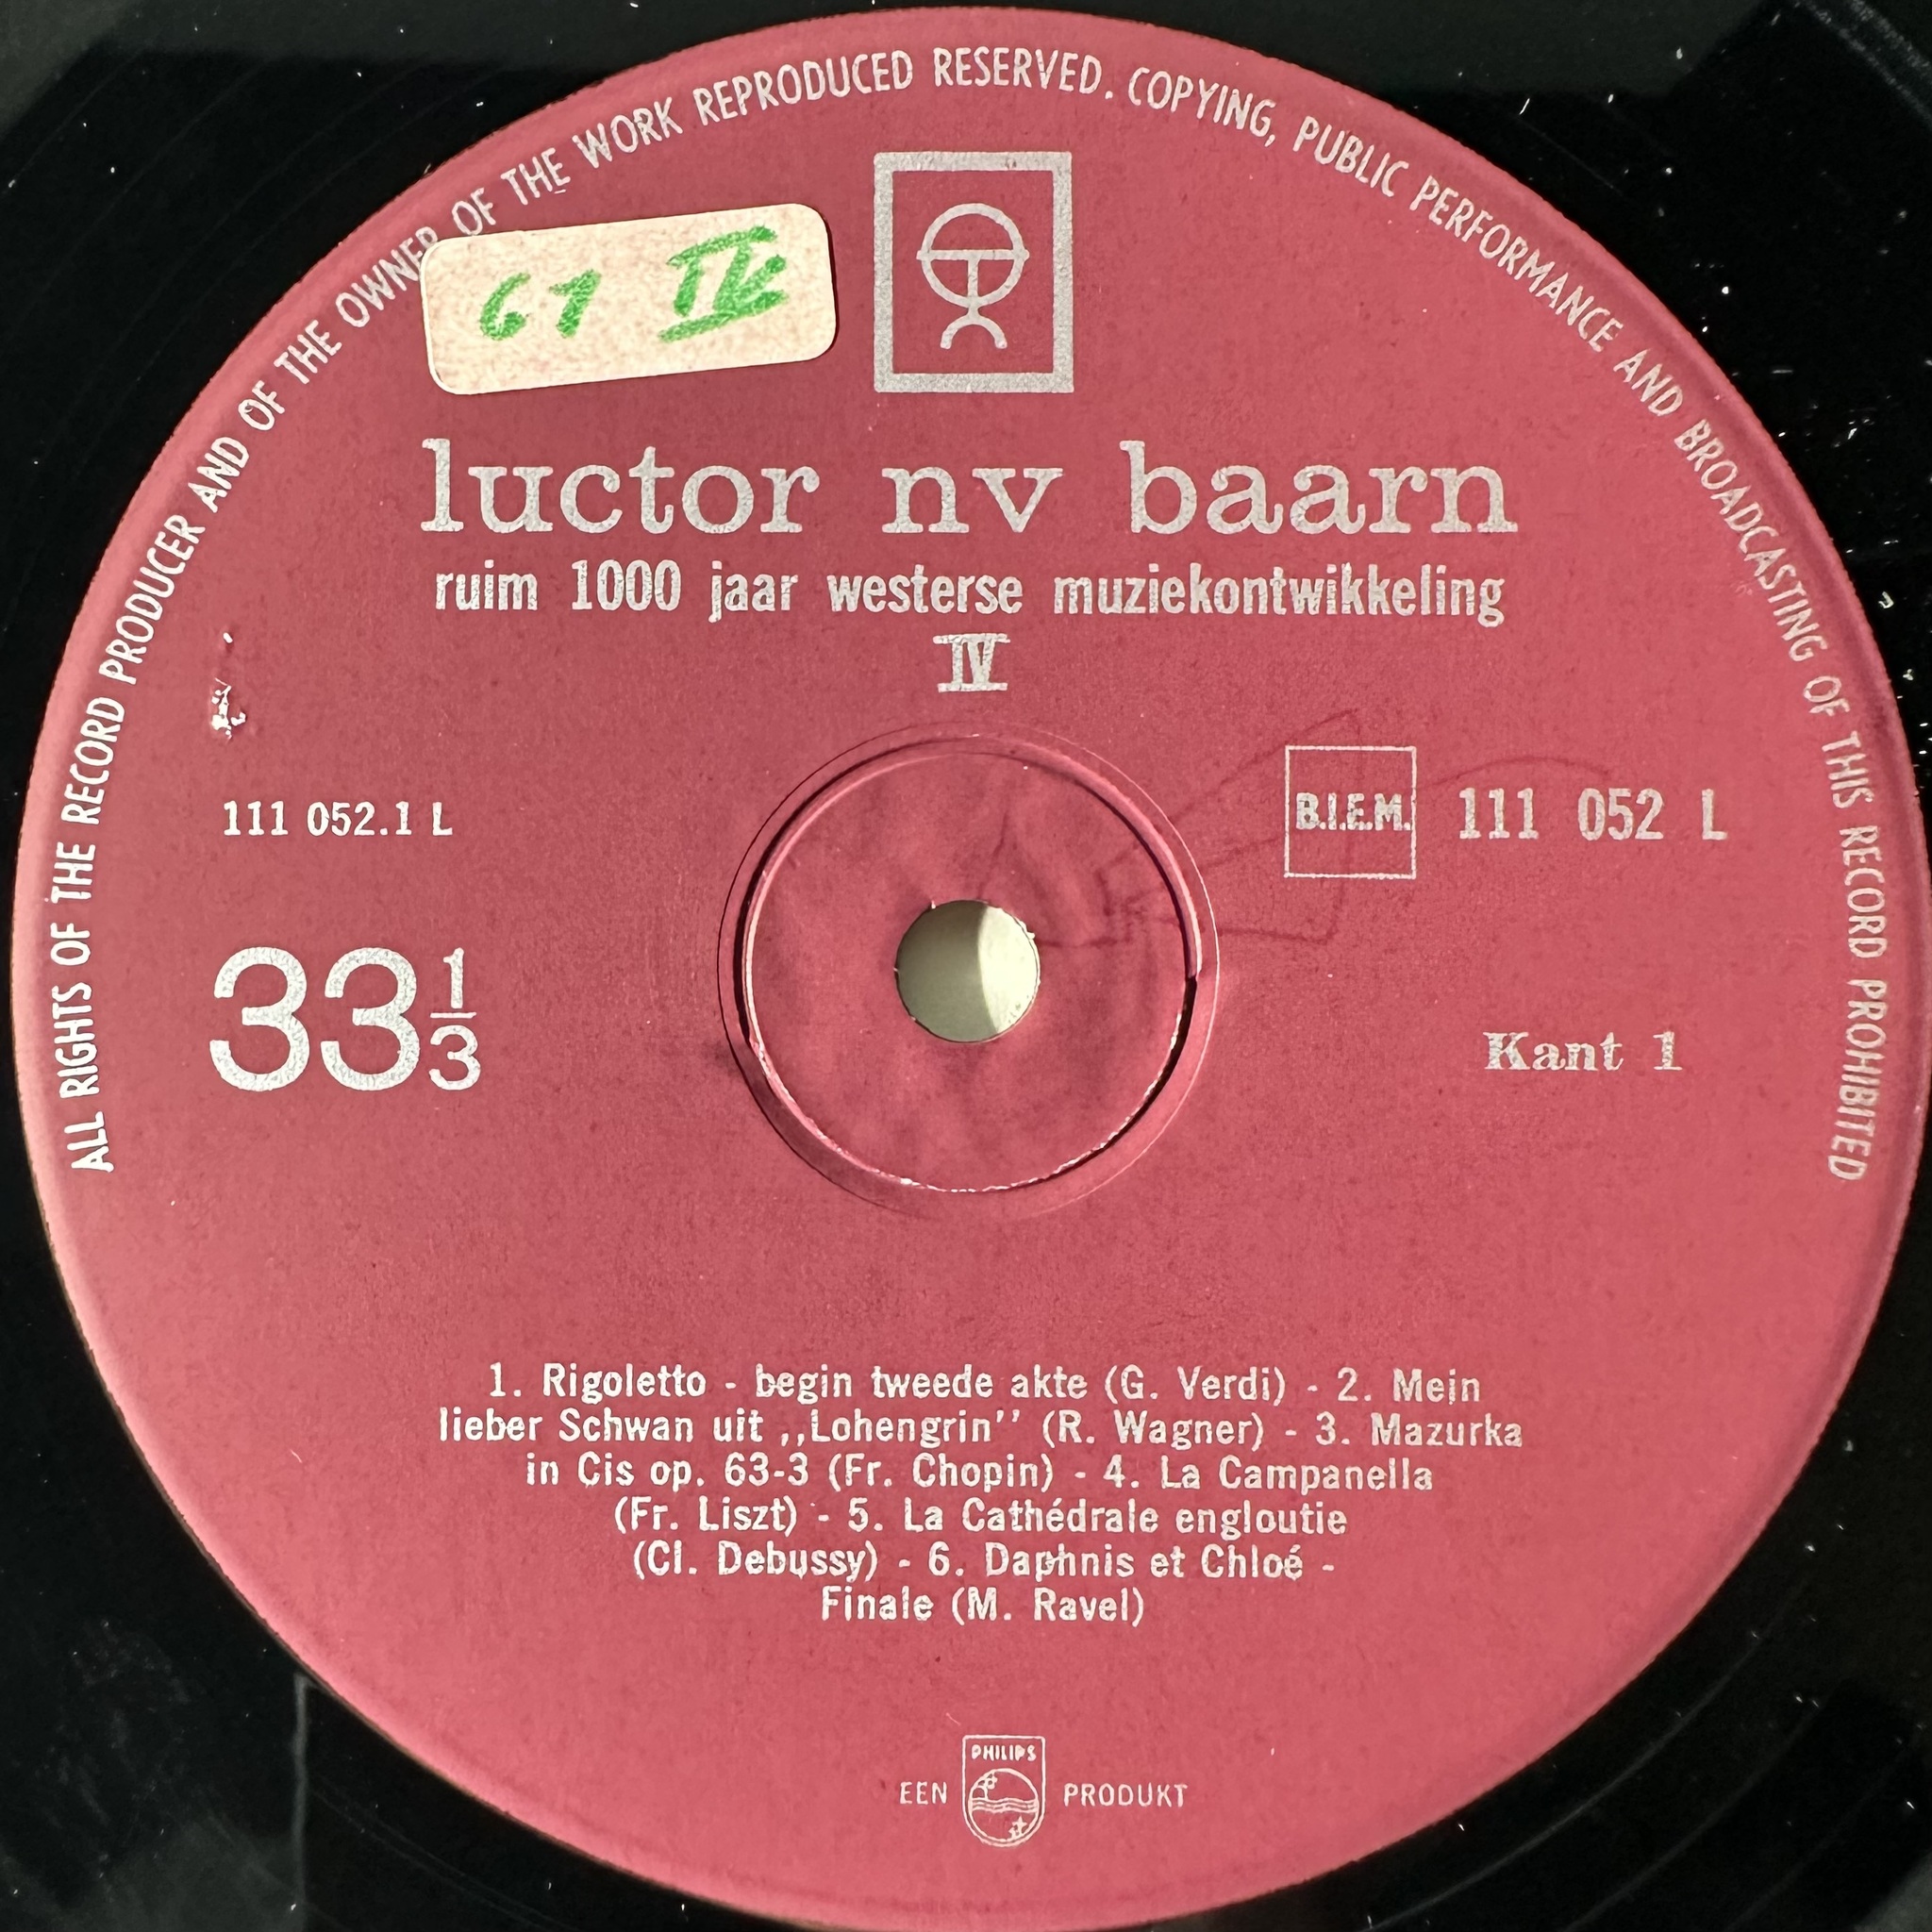 ALL RIGHTS OF THE RECORD PRODUCER AND OF THE OWNER OF THE WORK REPRODUCED RESERVED. COPYING, PUBLIC PERFORMANCE AND BROADCASTING OF THIS RECORD PROHIBITED
61
luctor nv baarn
ruim 1000 jaar westerse muziekontwikkeling
IV
111 052.1 L
B.I.E.M. 111 052 L
33 1/3
Kant 1
1. Rigoletto - begin tweede akte (G. Verdi) - 2. Mein
lieber Schwan uit ,,Lohengrin'' (R. Wagner) - 3. Mazurka
in Cis op. 63-3 (Fr. Chopin) - 4. La Campanella
(Fr. Liszt) - 5. La Cathédrale engloutie
(Cl. Debussy) - 6. Daphnis et Chloé -
Finale (M. Ravel)
PHILIPS
EEN PRODUKT